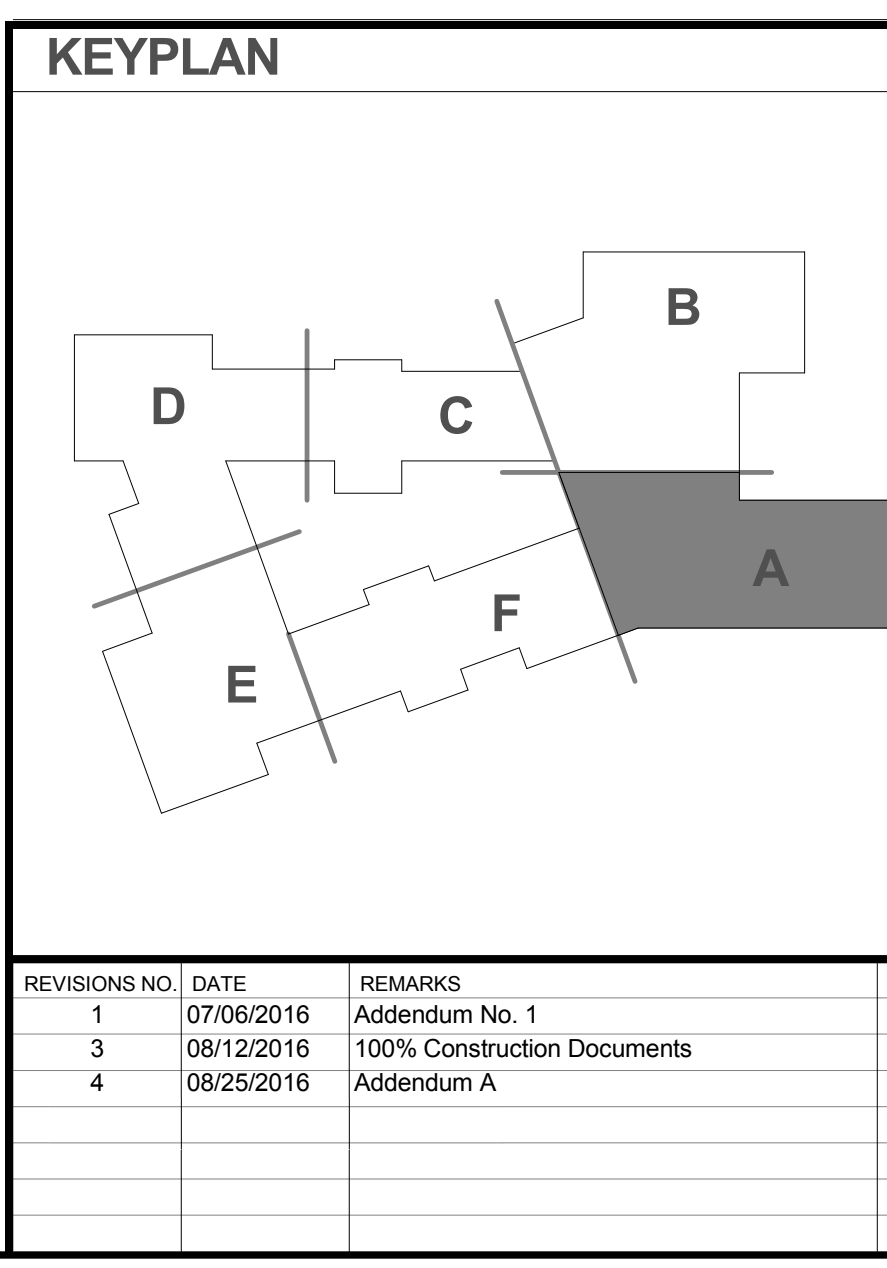 KEYPLAN
B
D
C
A
F
E
REVISIONS NO. DATE REMARKS
1 07/06/2016 Addendum No. 1
3 08/12/2016 100% Construction Documents
4 08/25/2016 Addendum A